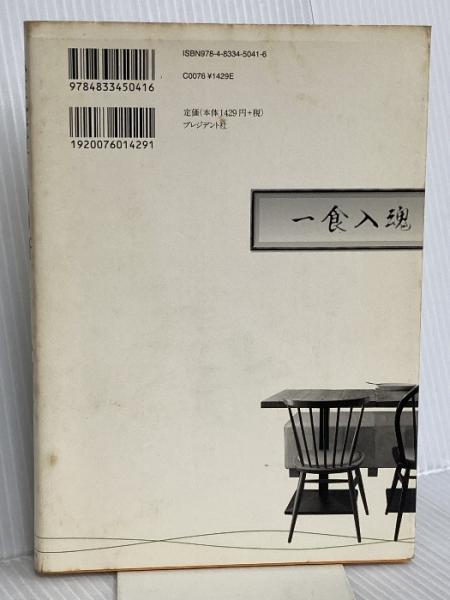 ISBN978-4-8334-5041-6
C0076 ¥1429E
9784833450416
定価(本体1429円+税)
プレジデント社
1920076014291
一食入魂